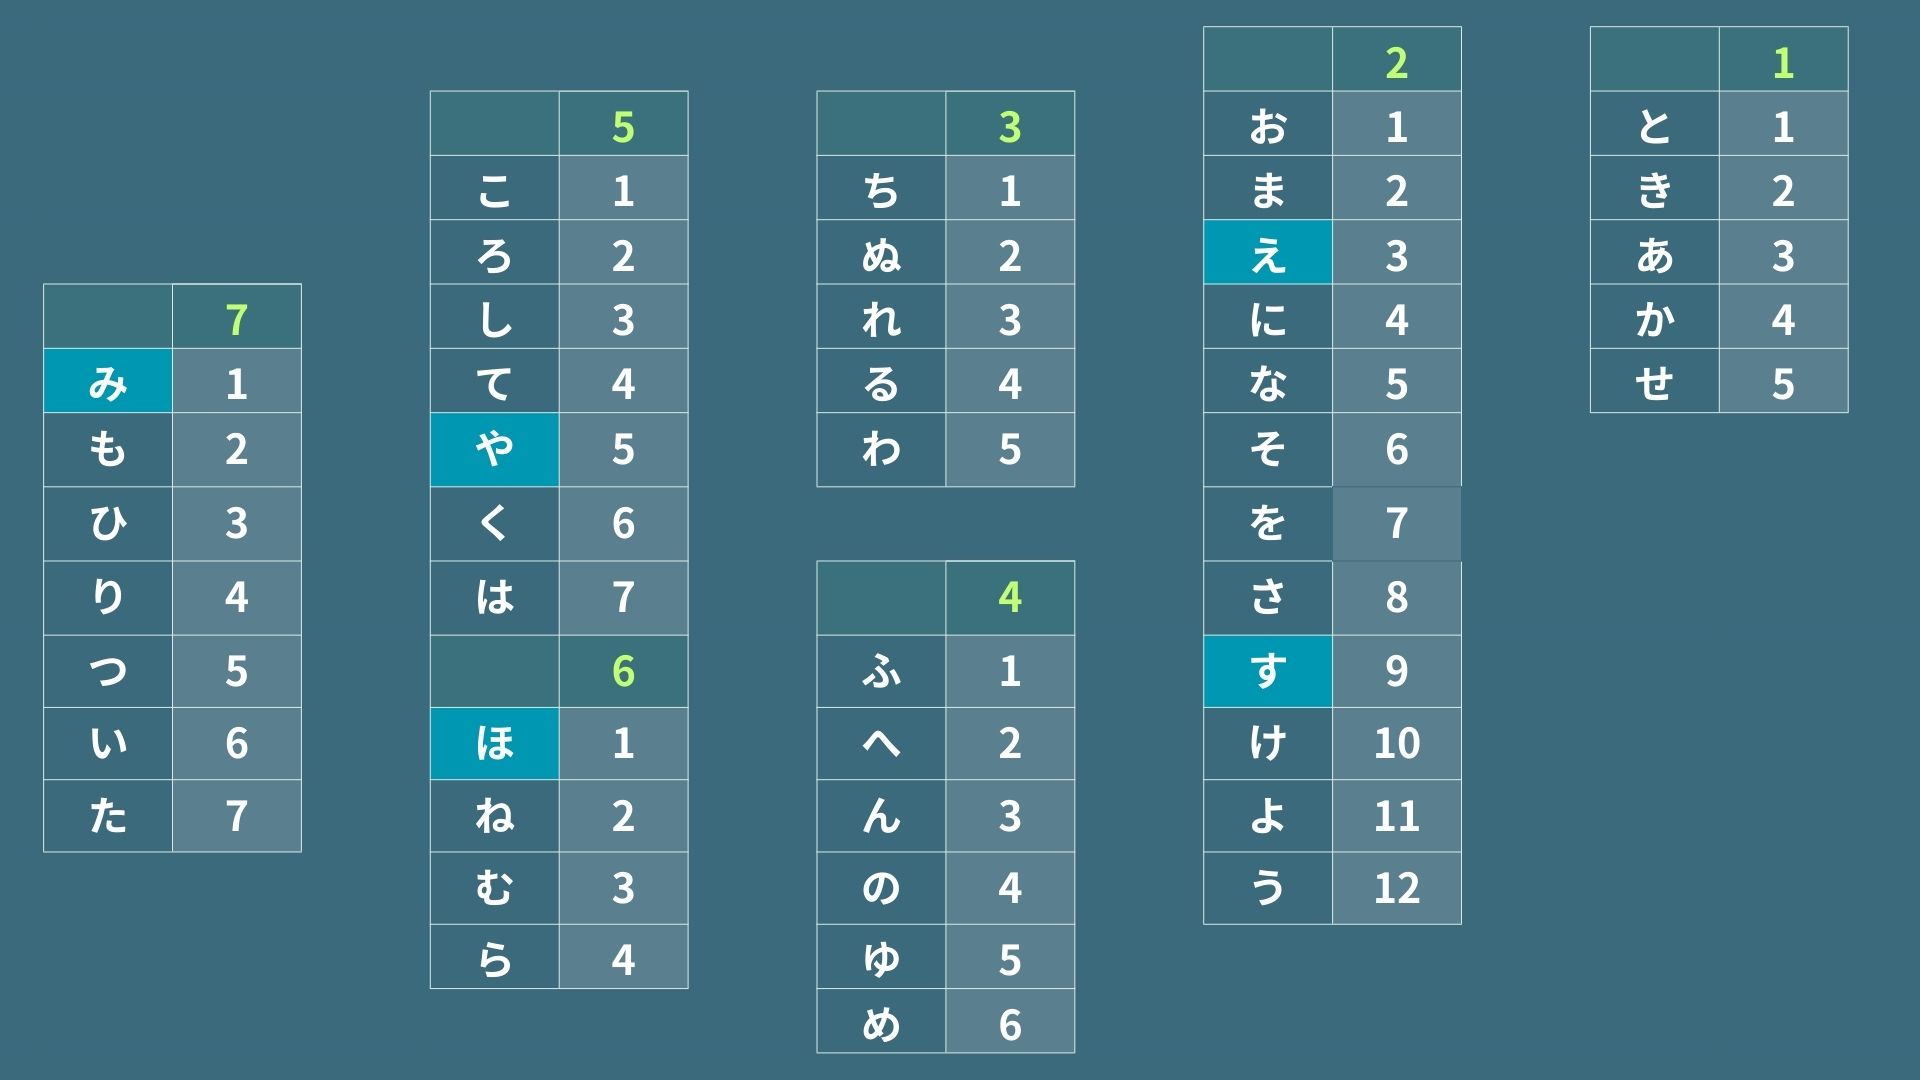 1
と 1
き 2
あ 3
か 4
せ 5
2
お 1
ま 2
え 3
に 4
な 5
そ 6
を 7
さ 8
す 9
け 10
よ 11
う 12
3
ち 1
ぬ 2
れ 3
る 4
わ 5
4
ふ 1
へ 2
ん 3
の 4
ゆ 5
め 6
5
こ 1
ろ 2
し 3
て 4
や 5
く 6
は 7
6
ほ 1
ね 2
む 3
ら 4
7
み 1
も 2
ひ 3
り 4
つ 5
い 6
た 7